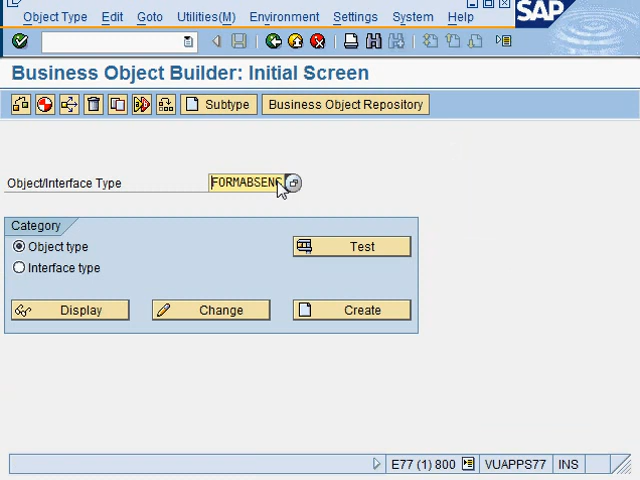 Object Type Edit Goto Utilities(M) Environment Settings System Help
SAP
Business Object Builder: Initial Screen
Subtype Business Object Repository
Object/Interface Type FORMABSENC
Category
Object type Test
Interface type
Display Change Create
E77 (1) 800 VUAPPS77 INS